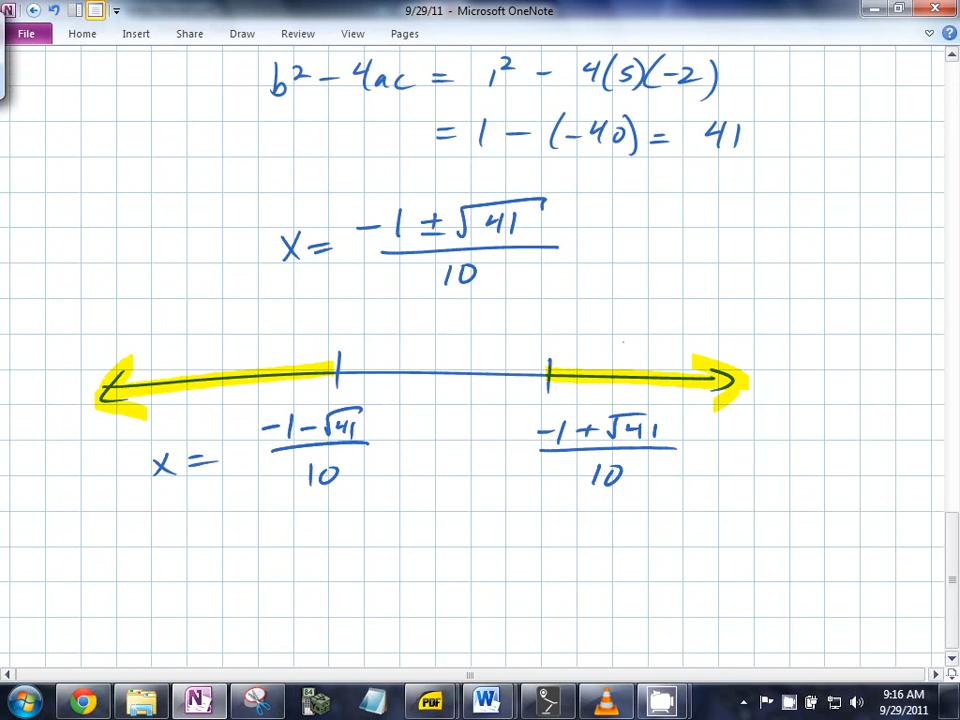 9/29/11 - Microsoft OneNote
File Home Insert Share Draw Review View Pages
b² - 4ac = 1² - 4(5)(-2)
= 1 - (-40) = 41
x = (-1 ± √41) / 10
x = (-1 - √41) / 10 (-1 + √41) / 10
9:16 AM
9/29/2011